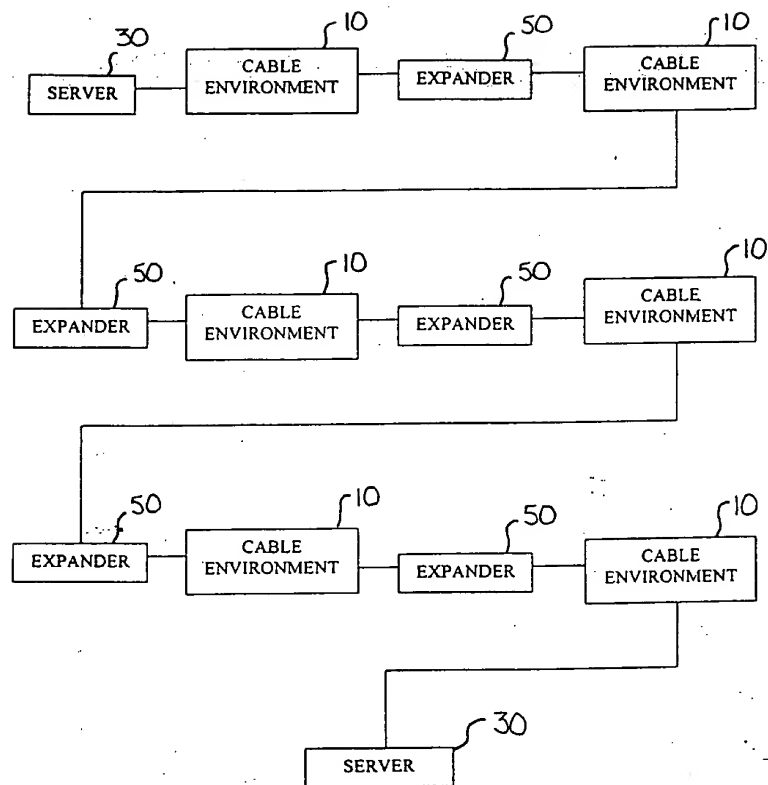 30
10
50
10
SERVER
CABLE
ENVIRONMENT
EXPANDER
CABLE
ENVIRONMENT
50
10
50
10
EXPANDER
CABLE
ENVIRONMENT
EXPANDER
CABLE
ENVIRONMENT
50
10
50
10
EXPANDER
CABLE
ENVIRONMENT
EXPANDER
CABLE
ENVIRONMENT
30
SERVER